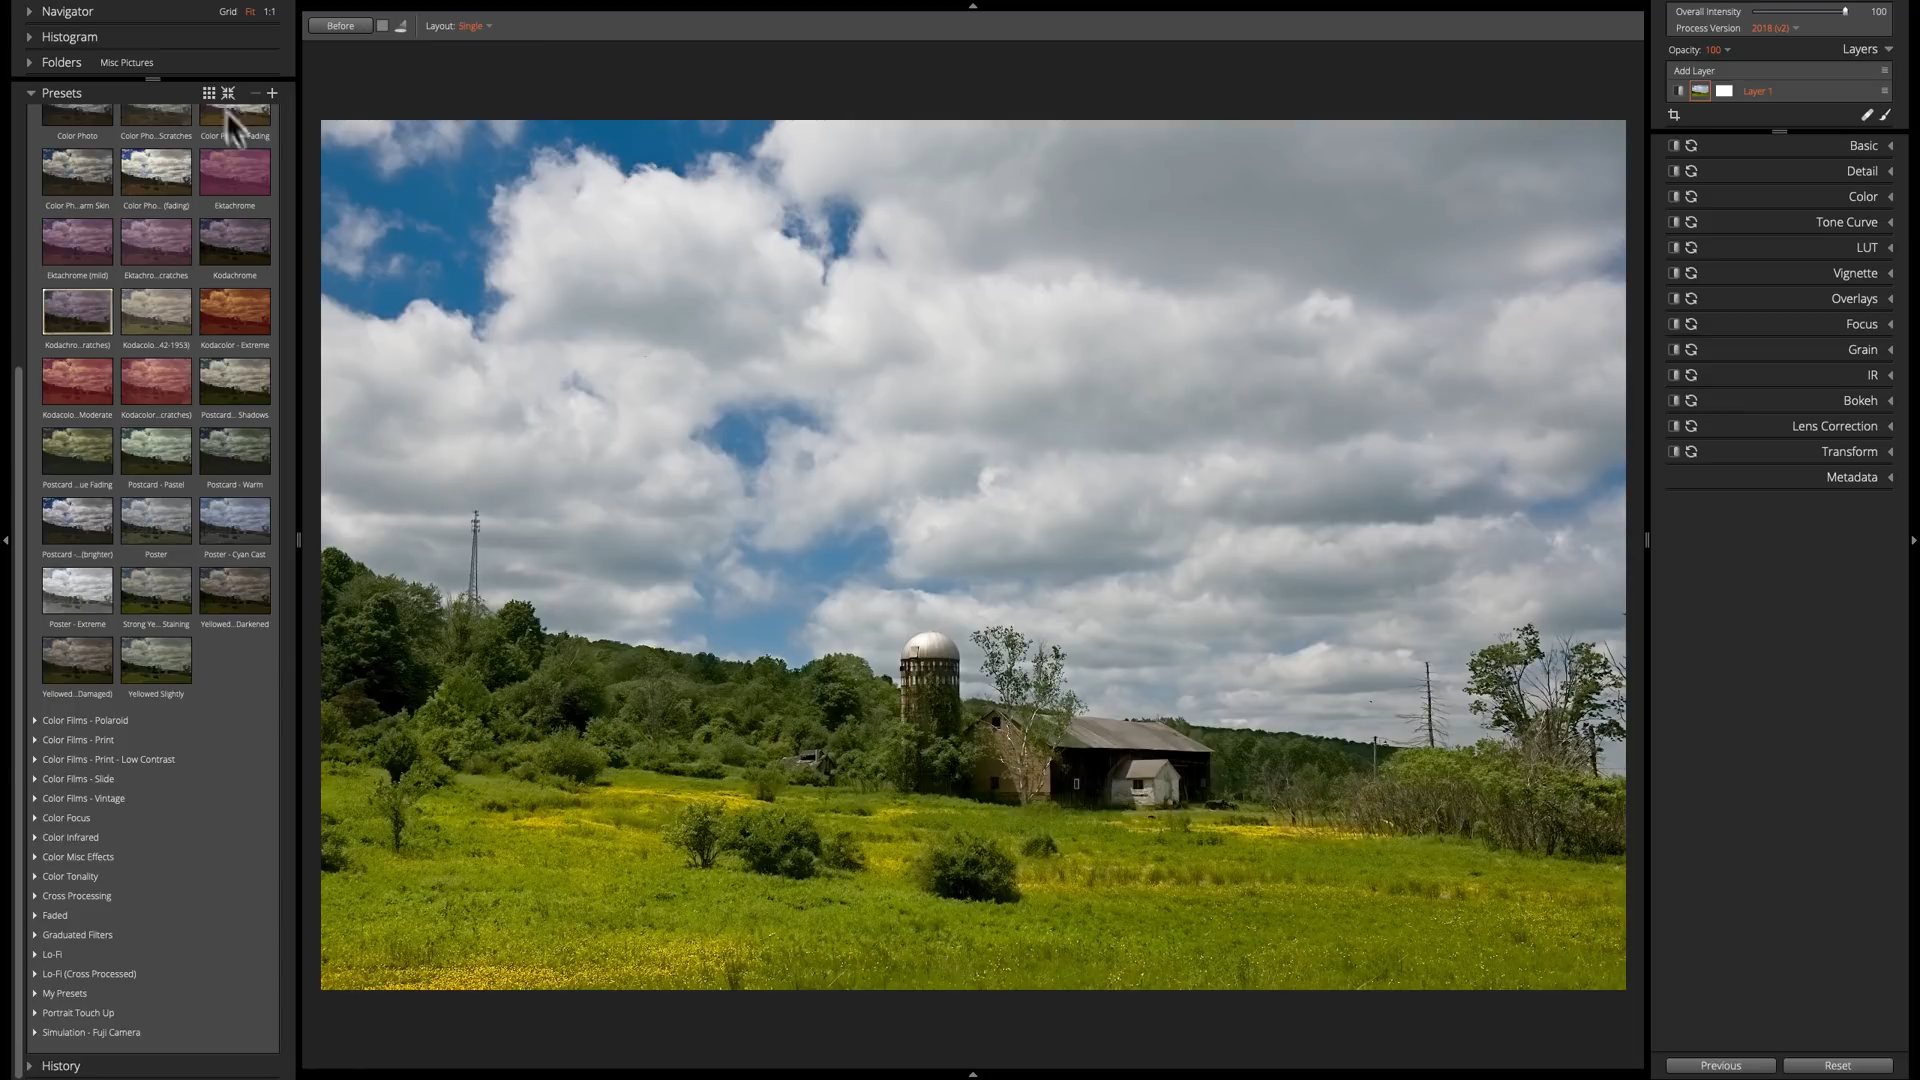 Navigator Grid Fit 1:1
Histogram
Folders Misc Pictures
Presets
Color Photo Color Pho...Scratches
Color Ph...arm Skin Color Pho... (fading) Ektachrome
Ektachrome (mild) Ektachro...cratches Kodachrome
Kodachro...ratches) Kodacolo...42-1953) Kodacolor - Extreme
Kodacolo...Moderate Kodacolor...cratches) Postcard... Shadows
Postcard ...ue Fading Postcard - Pastel Postcard - Warm
Postcard -...(brighter) Poster Poster - Cyan Cast
Poster - Extreme Strong Ye... Staining Yellowed...Darkened
Yellowed...Damaged) Yellowed Slightly
Color Films - Polaroid
Color Films - Print
Color Films - Print - Low Contrast
Color Films - Slide
Color Films - Vintage
Color Focus
Color Infrared
Color Misc Effects
Color Tonality
Cross Processing
Faded
Graduated Filters
Lo-Fi
Lo-Fi (Cross Processed)
My Presets
Portrait Touch Up
Simulation - Fuji Camera
History
Before Layout: Single
Overall Intensity 100
Process Version 2018 (v2)
Opacity: 100 Layers
Add Layer
Layer 1
Basic
Detail
Color
Tone Curve
LUT
Vignette
Overlays
Focus
Grain
IR
Bokeh
Lens Correction
Transform
Metadata
Previous Reset